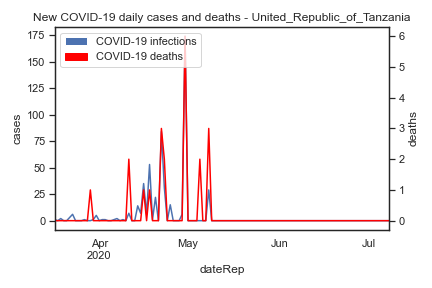 New COVID-19 daily cases and deaths - United_Republic_of_Tanzania
COVID-19 infections
COVID-19 deaths
175
150
125
100
75
50
25
0
cases
6
5
4
3
2
1
0
deaths
Apr
2020
May
Jun
Jul
dateRep